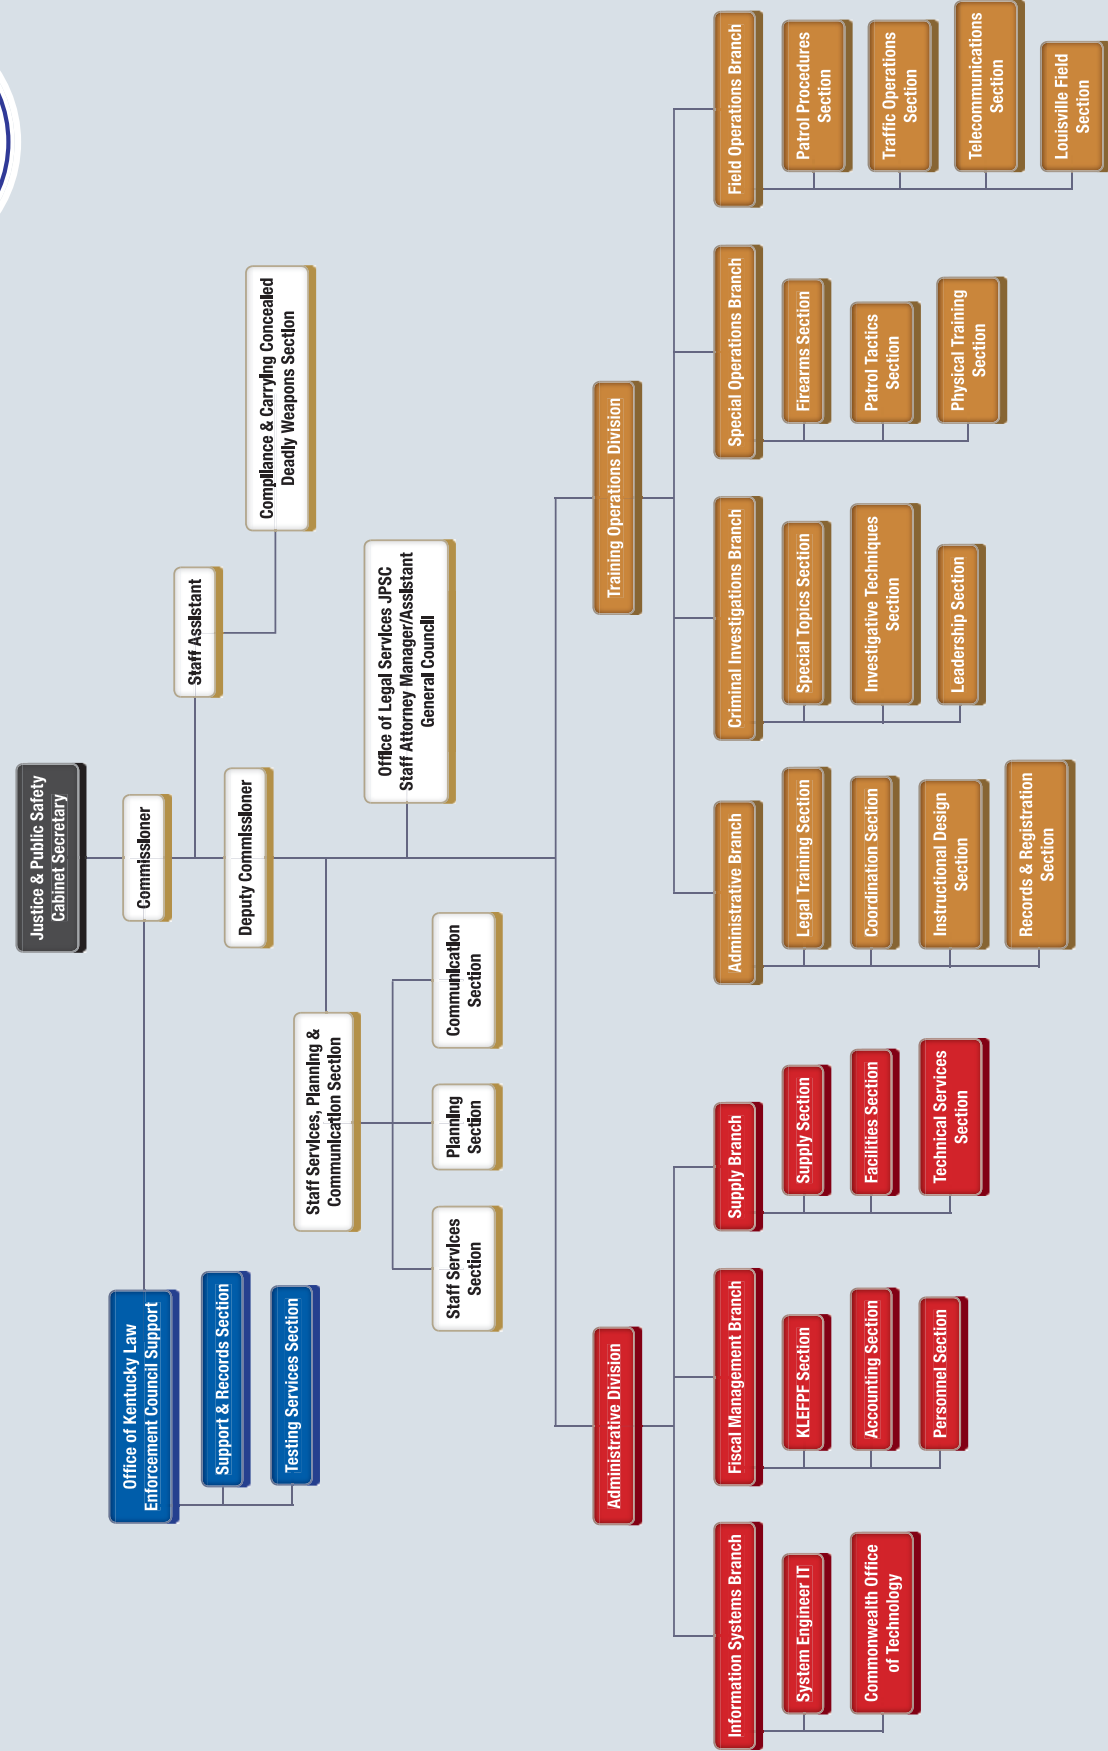 Justice & Public Safety
Cabinet Secretary
Commissioner
Staff Assistant
Compliance & Carrying Concealed
Deadly Weapons Section
Deputy Commissioner
Office of Kentucky Law
Enforcement Council Support
Support & Records Section
Testing Services Section
Staff Services, Planning &
Communication Section
Staff Services
Section
Planning
Section
Communication
Section
Office of Legal Services JPSC
Staff Attorney Manager/Assistant
General Council
Administrative Division
Information Systems Branch
System Engineer IT
Commonwealth Office
of Technology
Fiscal Management Branch
KLEFPF Section
Accounting Section
Personnel Section
Supply Branch
Supply Section
Facilities Section
Technical Services
Section
Training Operations Division
Administrative Branch
Legal Training Section
Coordination Section
Instructional Design
Section
Records & Registration
Section
Criminal Investigations Branch
Special Topics Section
Investigative Techniques
Section
Leadership Section
Special Operations Branch
Firearms Section
Patrol Tactics
Section
Physical Training
Section
Field Operations Branch
Patrol Procedures
Section
Traffic Operations
Section
Telecommunications
Section
Louisville Field
Section